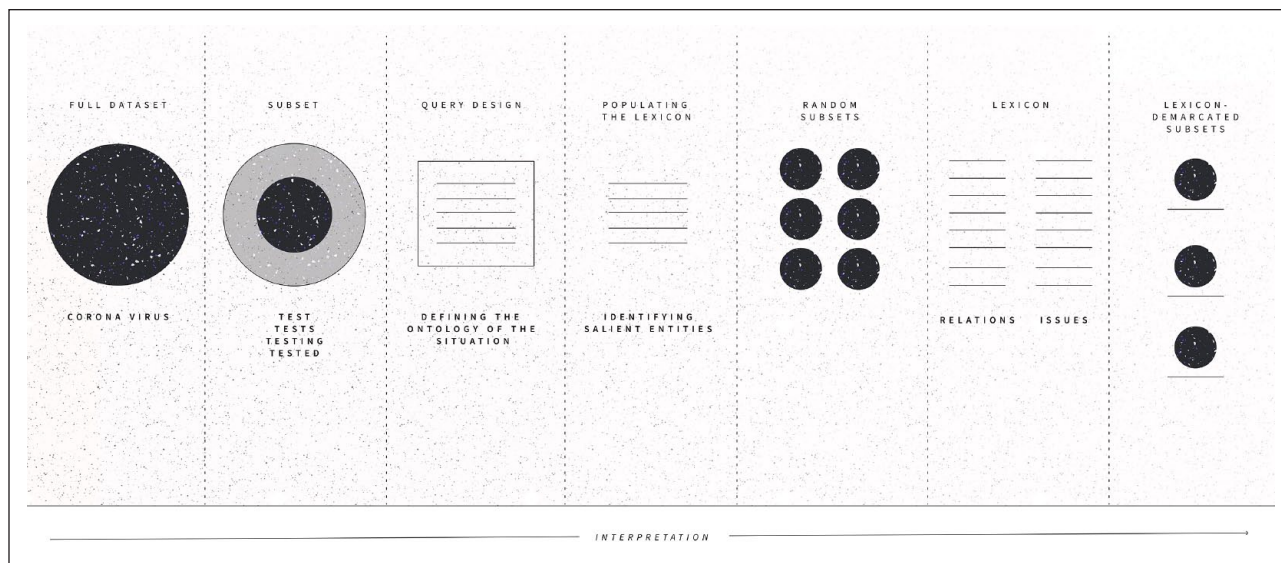 FULL DATASET
CORONA VIRUS
SUBSET
TEST
TESTS
TESTING
TESTED
QUERY DESIGN
DEFINING THE
ONTOLOGY OF THE
SITUATION
POPULATING
THE LEXICON
IDENTIFYING
SALIENT ENTITIES
RANDOM
SUBSETS
LEXICON
RELATIONS
ISSUES
LEXICON-
DEMARCATED
SUBSETS
INTERPRETATION